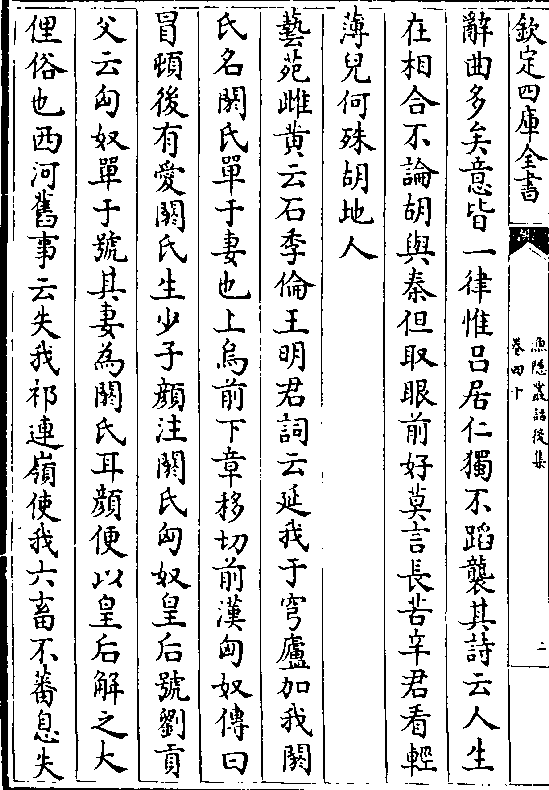 欽定四庫全書
漁隱叢話後集
卷四十
二
辭曲多矣意皆一律惟呂居仁獨不蹈襲其詩云人生
在相合不論胡與秦但取眼前好莫言長苦辛君看輕
薄兒何殊胡地人
藝苑雌黄云石季倫王明君詞云延我于穹廬加我閼
氏名閼氏單于妻也上烏前下章移切前漢匈奴傳曰
冒頓後有愛閼氏生少子顔注閼氏匈奴皇后號劉貢
父云匈奴單于號其妻為閼氏耳顔便以皇后解之大
俚俗也西河舊事云失我祁連嶺使我六畜不蕃息失